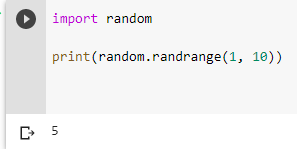 import random
print(random.randrange(1, 10))
5